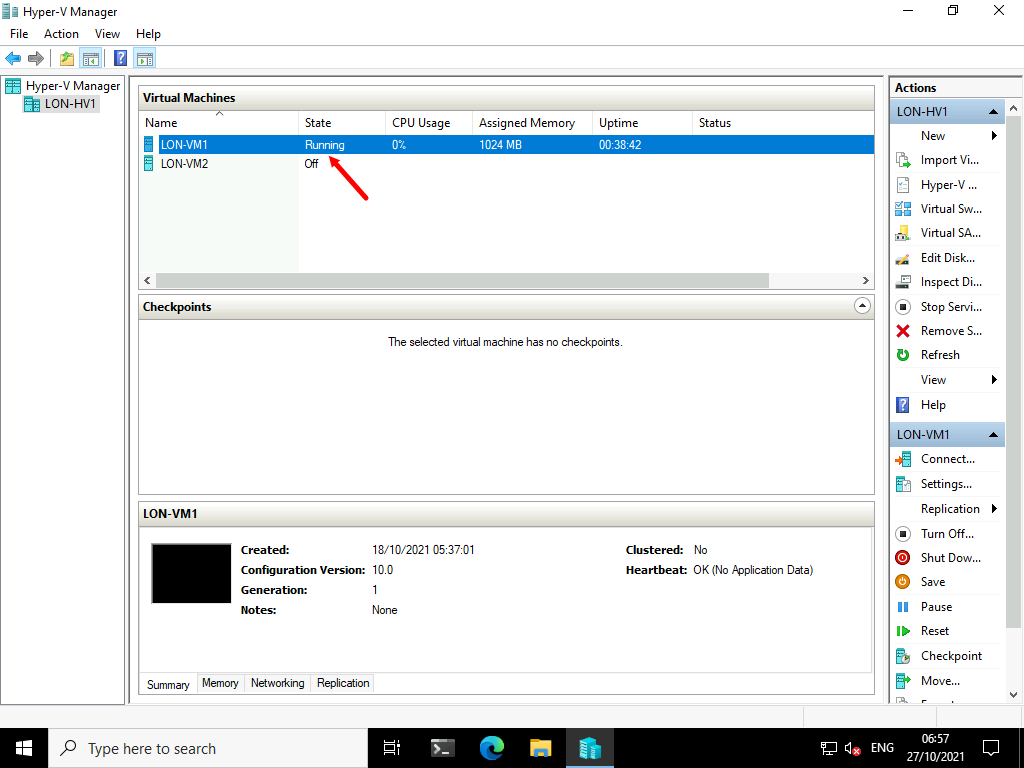 Hyper-V Manager
File Action View Help
Hyper-V Manager
LON-HV1
Virtual Machines
Name State CPU Usage Assigned Memory Uptime Status
LON-VM1 Running 0% 1024 MB 00:38:42
LON-VM2 Off
Checkpoints
The selected virtual machine has no checkpoints.
LON-VM1
Created: 18/10/2021 05:37:01 Clustered: No
Configuration Version: 10.0 Heartbeat: OK (No Application Data)
Generation: 1
Notes: None
Summary Memory Networking Replication
Actions
LON-HV1
New
Import Vi...
Hyper-V ...
Virtual Sw...
Virtual SA...
Edit Disk...
Inspect Di...
Stop Servi...
Remove S...
Refresh
View
Help
LON-VM1
Connect...
Settings...
Replication
Turn Off...
Shut Dow...
Save
Pause
Reset
Checkpoint
Move...
Type here to search
ENG
06:57
27/10/2021